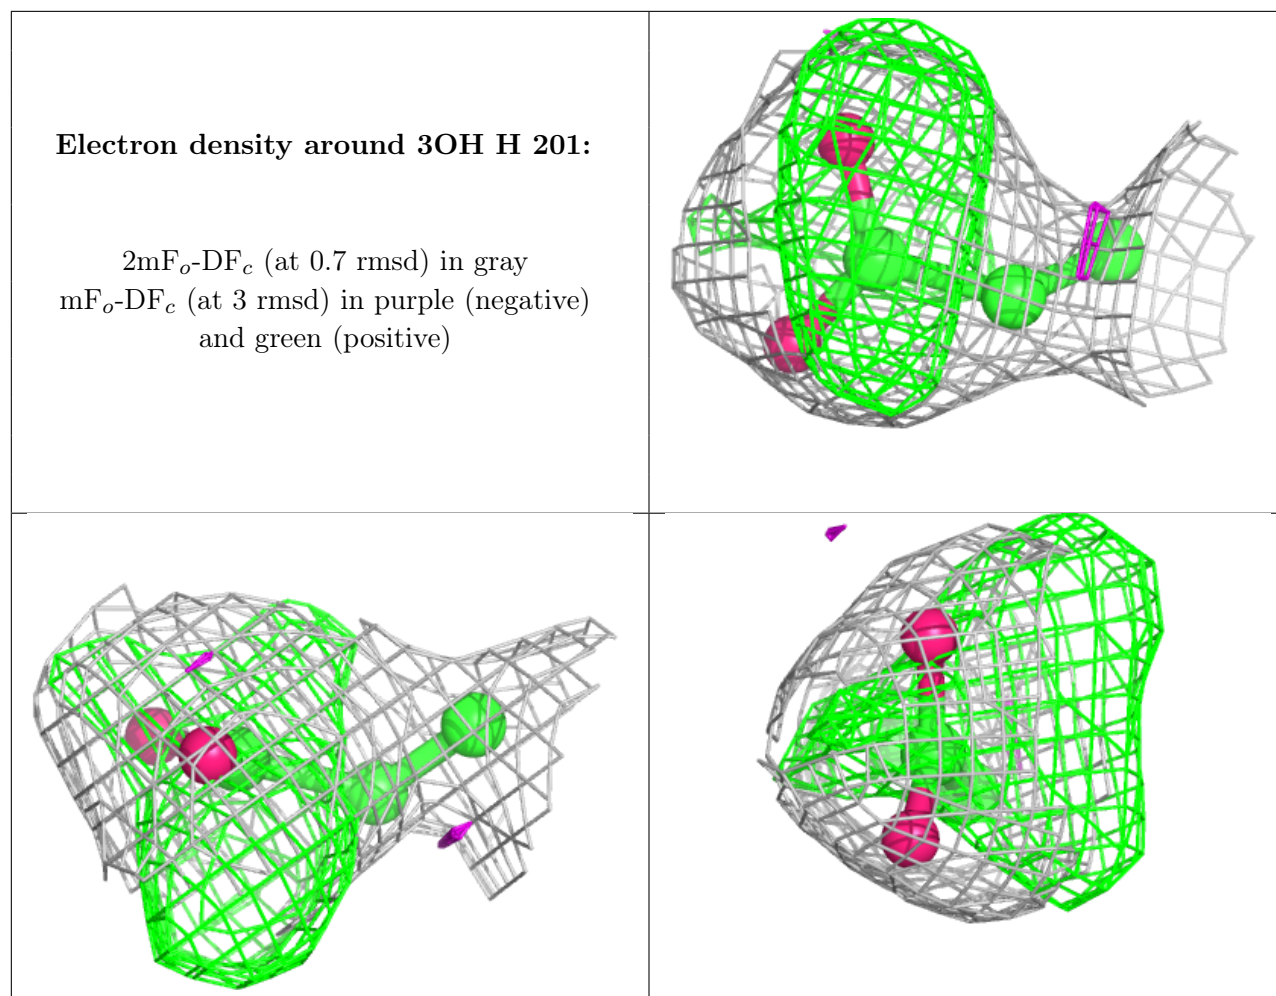 Electron density around 3OH H 201:
2mFo-DFc (at 0.7 rmsd) in gray
mFo-DFc (at 3 rmsd) in purple (negative)
and green (positive)